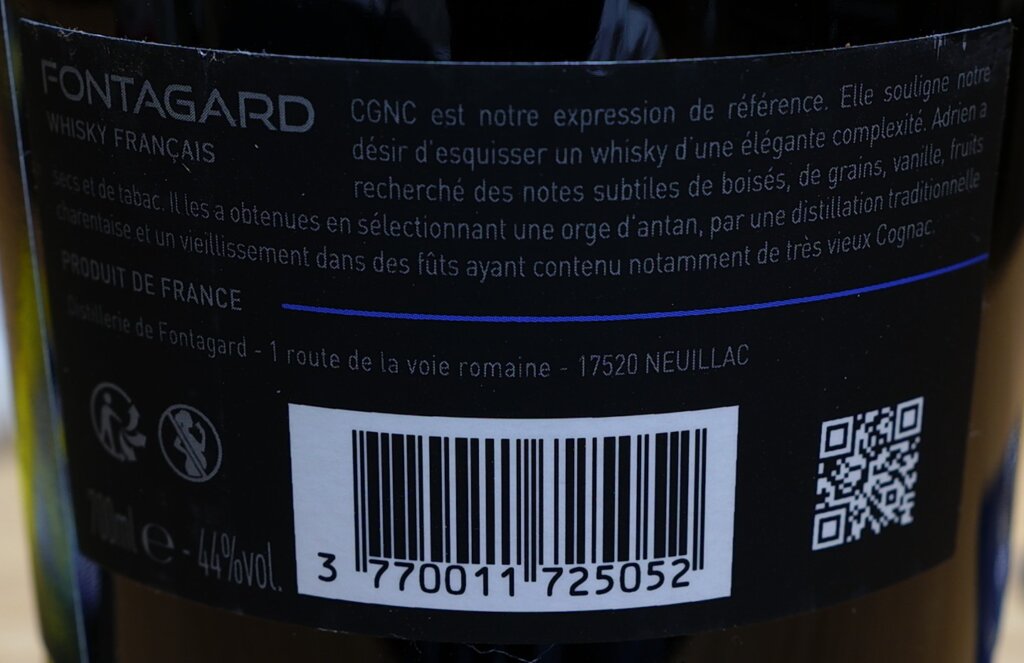 FONTAGARD
WHISKY FRANÇAIS
CGNC est notre expression de référence. Elle souligne notre
désir d'esquisser un whisky d'une élégante complexité. Adrien a
recherché des notes subtiles de boisés, de grains, vanille, fruits
secs et de tabac. Il les a obtenues en sélectionnant une orge d'antan, par une distillation traditionnelle
charentaise et un vieillissement dans des fûts ayant contenu notamment de très vieux Cognac.
PRODUIT DE FRANCE
Distillerie de Fontagard - 1 route de la voie romaine - 17520 NEUILLAC
700ml e - 44%vol.
3 770011 725052